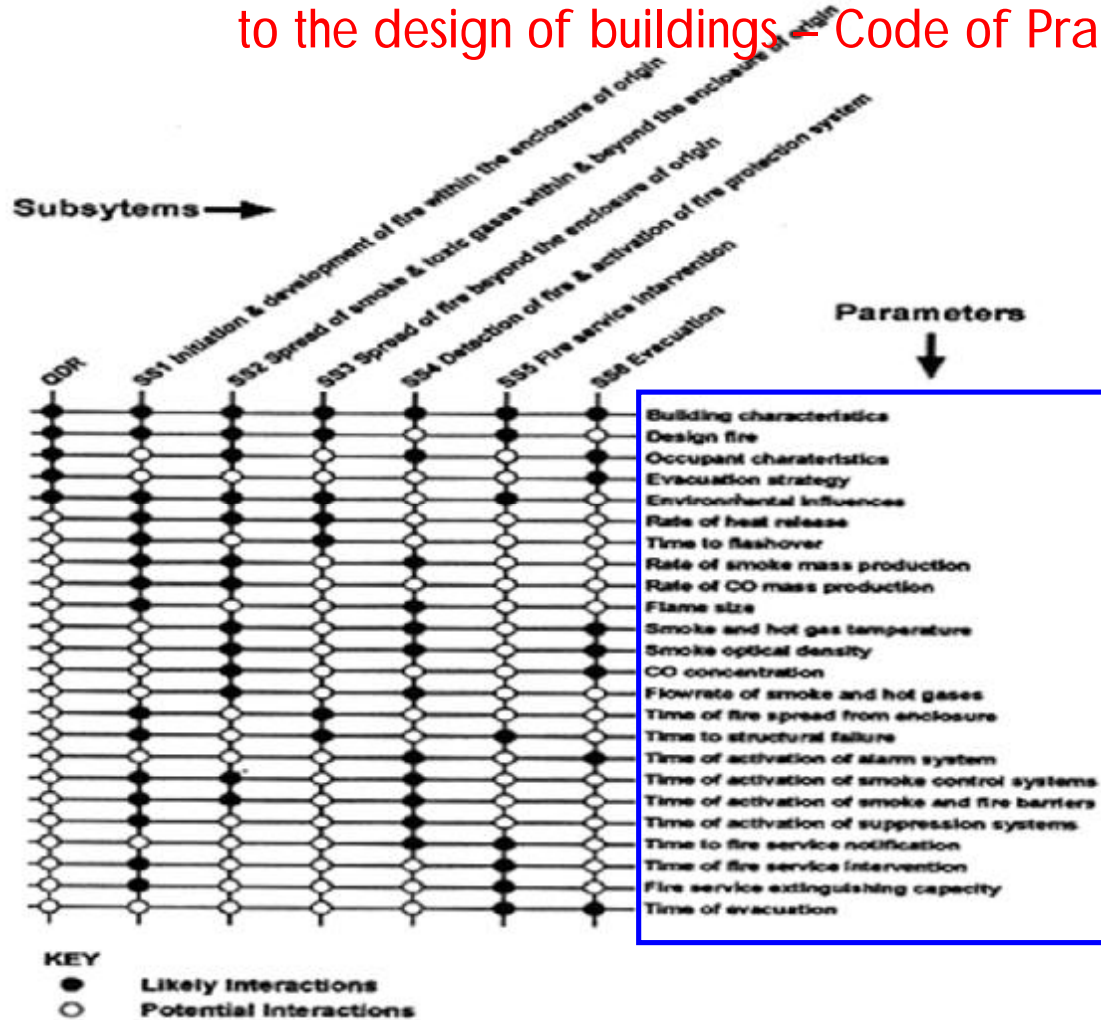 to the design of buildings – Code of Pra
Subsytems
QDR
SS1 Initiation & development of fire within the enclosure of origin
SS2 Spread of smoke & toxic gases within & beyond the enclosure of origin
SS3 Spread of fire beyond the enclosure of origin
SS4 Detection of fire & activation of fire protection system
SS5 Fire service intervention
SS6 Evacuation
Parameters
Building characteristics
Design fire
Occupant charateristics
Evacuation strategy
Environmental influences
Rate of heat release
Time to flashover
Rate of smoke mass production
Rate of CO mass production
Flame size
Smoke and hot gas temperature
Smoke optical density
CO concentration
Flowrate of smoke and hot gases
Time of fire spread from enclosure
Time to structural failure
Time of activation of alarm system
Time of activation of smoke control systems
Time of activation of smoke and fire barriers
Time of activation of suppression systems
Time to fire service notification
Time of fire service intervention
Fire service extinguishing capacity
Time of evacuation
KEY
Likely Interactions
Potential Interactions